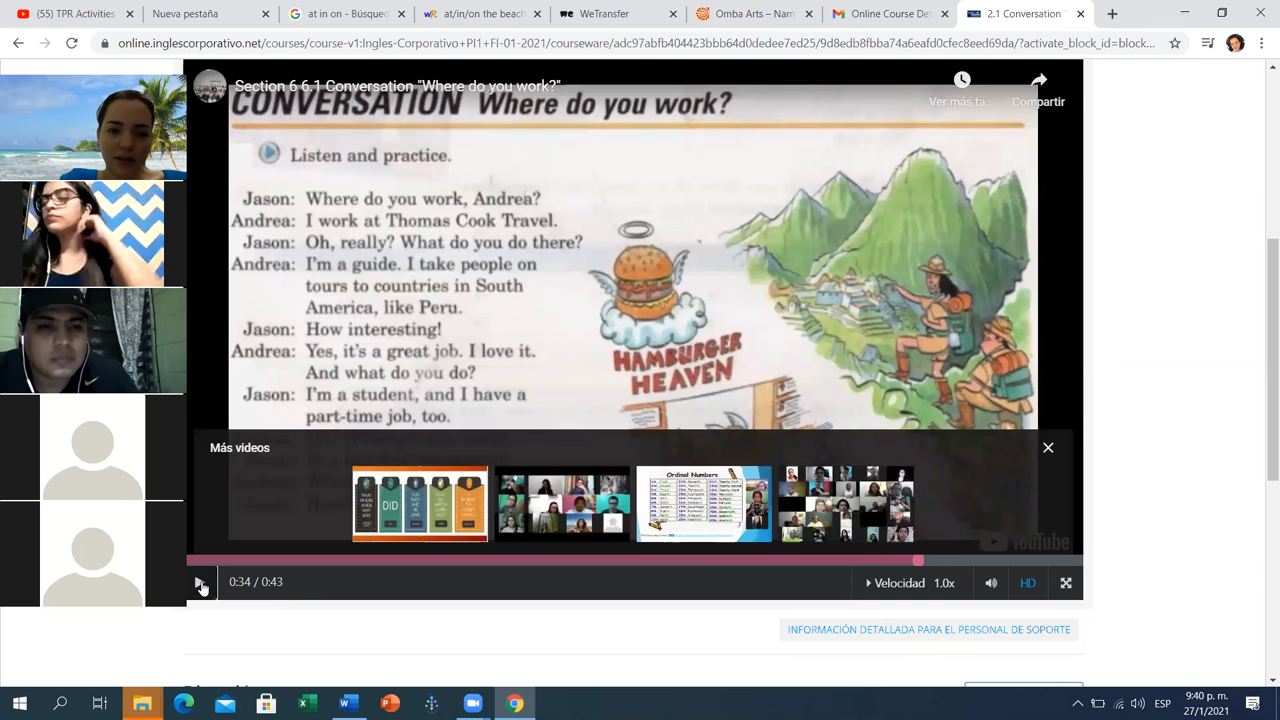 (55) TPR Activities
Nueva pestaña
at in on - Búsqued
at/in/on the beach
WeTransfer
Omba Arts – Nam
Online Course Det
2.1 Conversation
online.inglescorporativo.net/courses/course-v1:Ingles-Corporativo+PI1+FI-01-2021/courseware/adc97abfb404423bbb64d0dedee7ed25/9d8edb8fbba74a6eafd0cfec8eed69da/?activate_block_id=block...
Section 6 6.1 Conversation "Where do you work?"
Ver más ta...
Compartir
CONVERSATION Where do you work?
Listen and practice.
Jason: Where do you work, Andrea?
Andrea: I work at Thomas Cook Travel.
Jason: Oh, really? What do you do there?
Andrea: I'm a guide. I take people on
tours to countries in South
America, like Peru.
Jason: How interesting!
Andrea: Yes, it's a great job. I love it.
And what do you do?
Jason: I'm a student, and I have a
part-time job, too.
HAMBURGER
HEAVEN
Más videos
DID
Ordinal Numbers
YouTube
0:34 / 0:43
Velocidad 1.0x
HD
INFORMACIÓN DETALLADA PARA EL PERSONAL DE SOPORTE
ESP
9:40 p. m.
27/1/2021